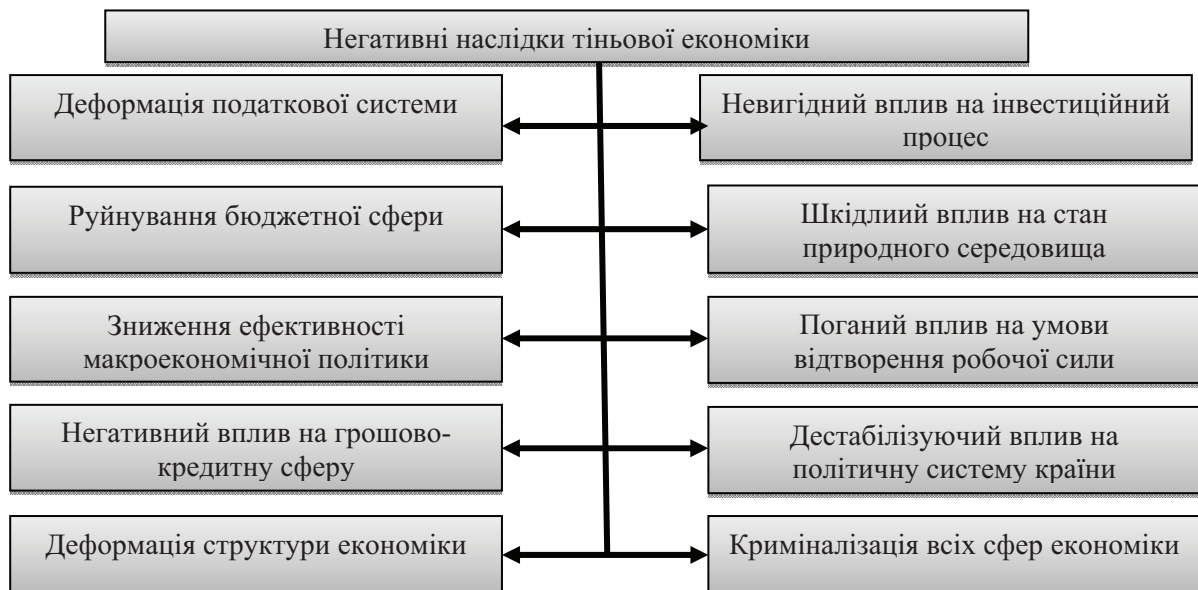 Негативні наслідки тіньової економіки
Деформація податкової системи
Невигідний вплив на інвестиційний
процес
Руйнування бюджетної сфери
Шкідлиий вплив на стан
природного середовища
Зниження ефективності
макроекономічної політики
Поганий вплив на умови
відтворення робочої сили
Негативний вплив на грошово-
кредитну сферу
Дестабілізуючий вплив на
політичну систему країни
Деформація структури економіки
Криміналізація всіх сфер економіки